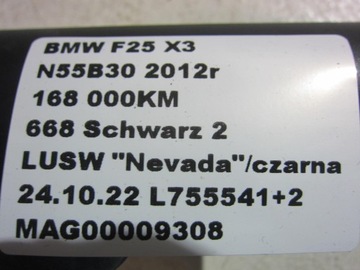 BMW F25 X3
N55B30 2012r
168 000KM
668 Schwarz 2
LUSW "Nevada"/czarna
24.10.22 L755541+2
MAG00009308